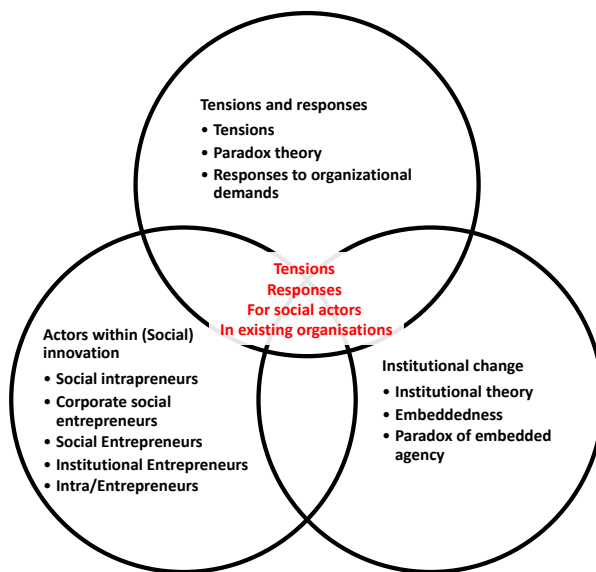 Tensions and responses
• Tensions
• Paradox theory
• Responses to organizational
demands
Tensions
Responses
For social actors
In existing organisations
Actors within (Social)
innovation
• Social intrapreneurs
• Corporate social
entrepreneurs
• Social Entrepreneurs
• Institutional Entrepreneurs
• Intra/Entrepreneurs
Institutional change
• Institutional theory
• Embeddedness
• Paradox of embedded
agency